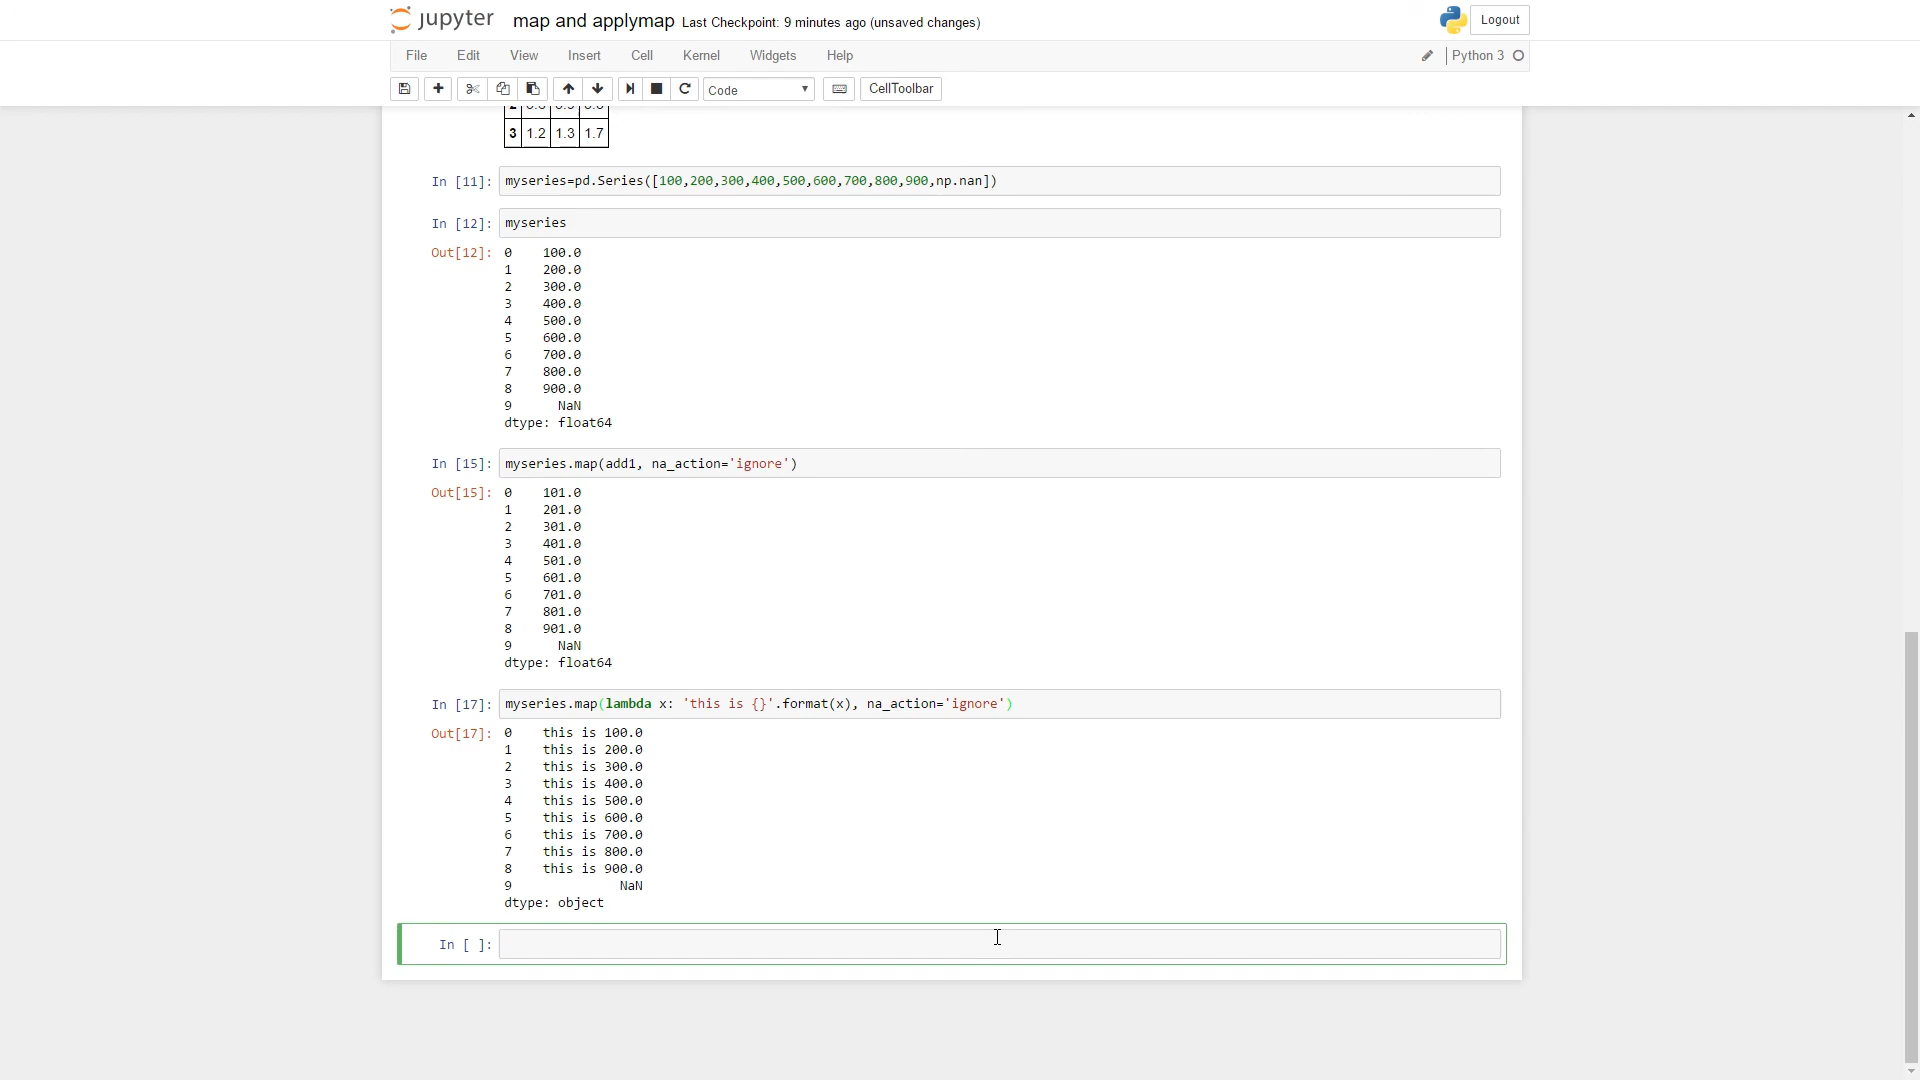 jupyter map and applymap Last Checkpoint: 9 minutes ago (unsaved changes) Logout
File Edit View Insert Cell Kernel Widgets Help Python 3
Code CellToolbar
3 1.2 1.3 1.7
In [11]: myseries=pd.Series([100,200,300,400,500,600,700,800,900,np.nan])
In [12]: myseries
Out[12]: 0 100.0
1 200.0
2 300.0
3 400.0
4 500.0
5 600.0
6 700.0
7 800.0
8 900.0
9 NaN
dtype: float64
In [15]: myseries.map(add1, na_action='ignore')
Out[15]: 0 101.0
1 201.0
2 301.0
3 401.0
4 501.0
5 601.0
6 701.0
7 801.0
8 901.0
9 NaN
dtype: float64
In [17]: myseries.map(lambda x: 'this is {}'.format(x), na_action='ignore')
Out[17]: 0 this is 100.0
1 this is 200.0
2 this is 300.0
3 this is 400.0
4 this is 500.0
5 this is 600.0
6 this is 700.0
7 this is 800.0
8 this is 900.0
9 NaN
dtype: object
In [ ]: